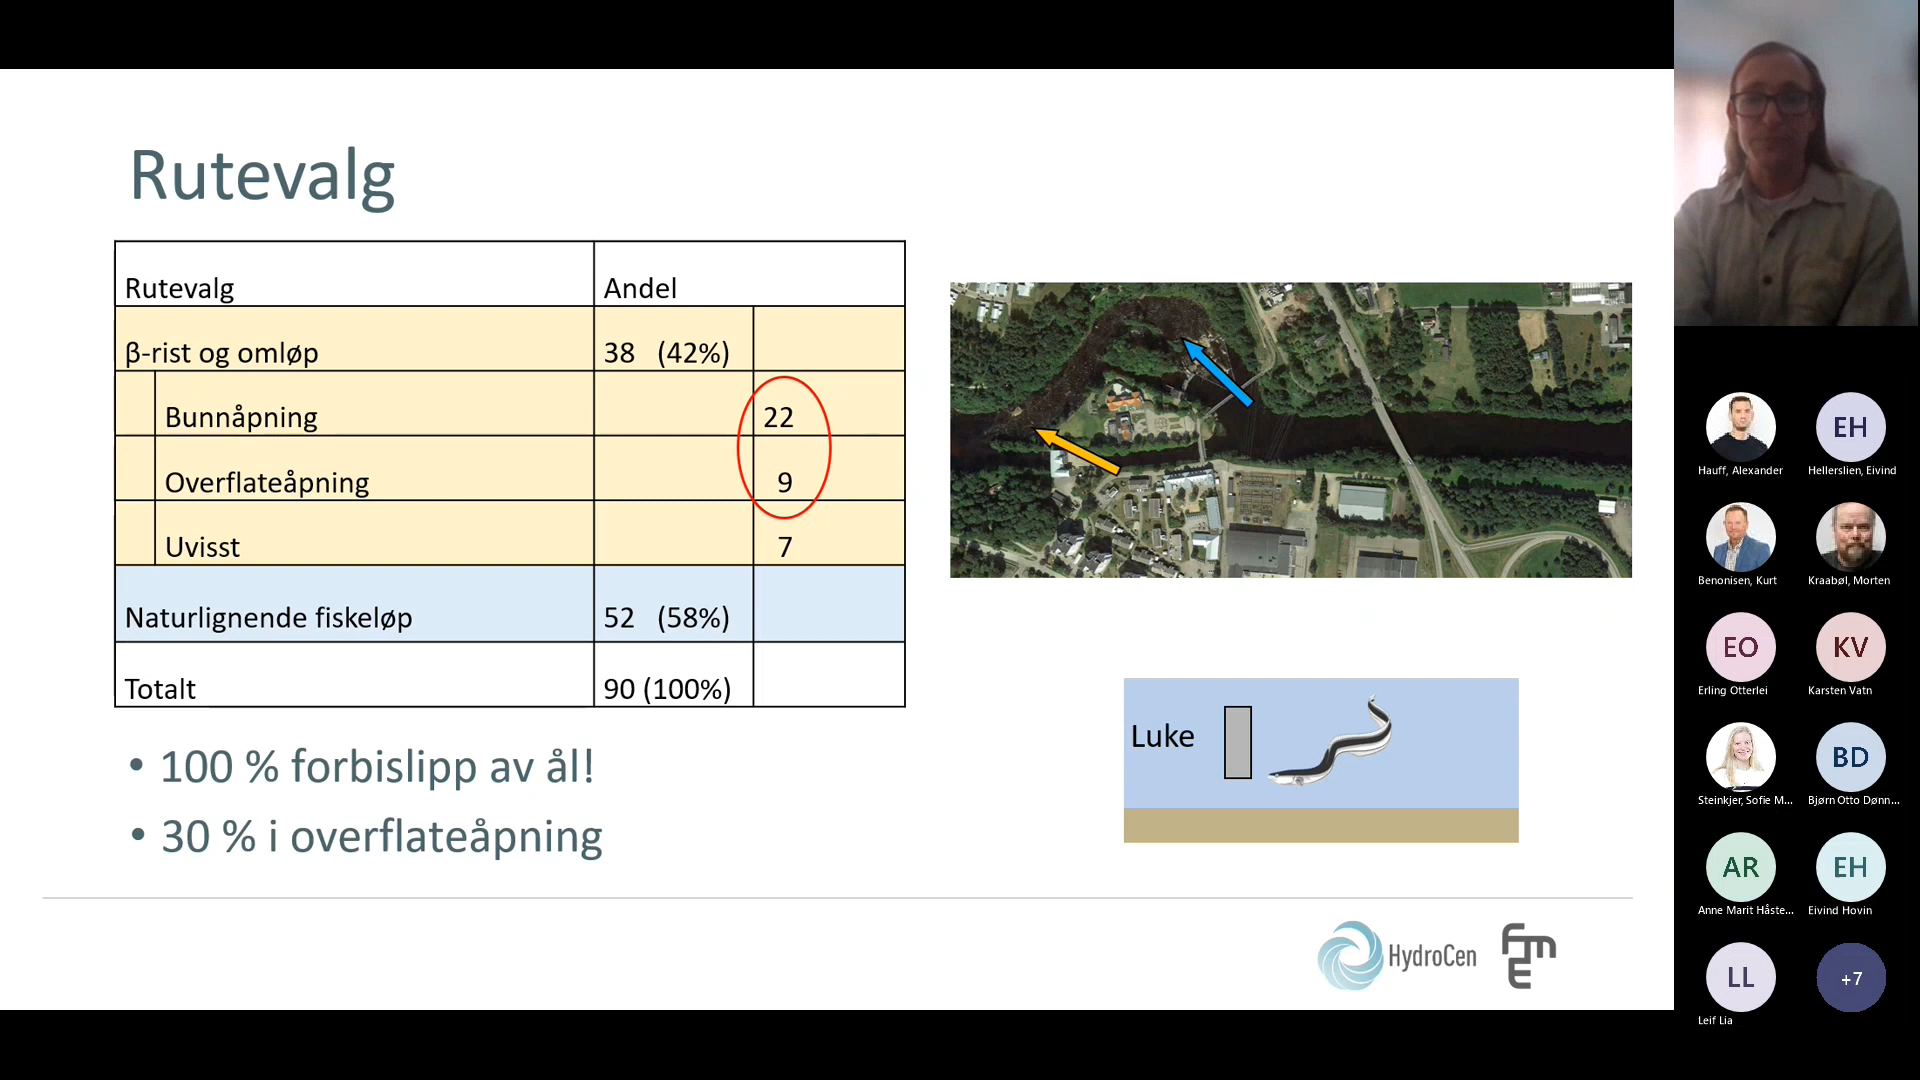 Rutevalg
Rutevalg Andel
β-rist og omløp 38 (42%)
Bunnåpning 22
Overflateåpning 9
Uvisst 7
Naturlignende fiskeløp 52 (58%)
Totalt 90 (100%)
• 100 % forbislipp av ål!
• 30 % i overflateåpning
Luke
HydroCen
FME
Hauff, Alexander
EH
Hellerslien, Eivind
Benonisen, Kurt
Kraabøl, Morten
EO
Erling Otterlei
KV
Karsten Vatn
Steinkjer, Sofie M...
BD
Bjørn Otto Dønn...
AR
Anne Marit Håste...
EH
Eivind Hovin
LL
Leif Lia
+7